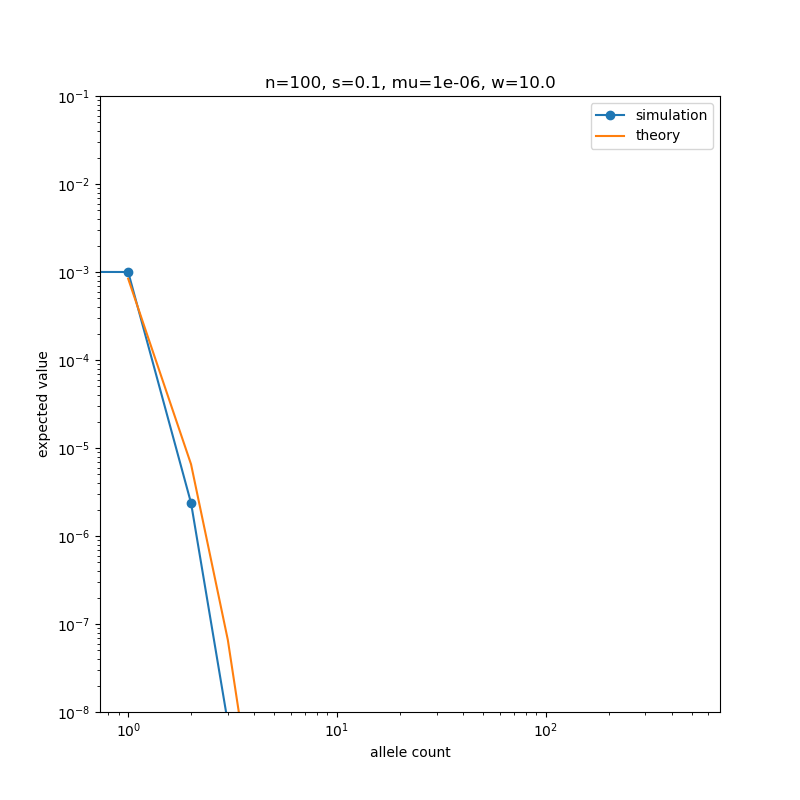 n=100, s=0.1, mu=1e-06, w=10.0
simulation
theory
10⁻¹
10⁻²
10⁻³
10⁻⁴
10⁻⁵
10⁻⁶
10⁻⁷
10⁻⁸
expected value
10⁰ 10¹ 10²
allele count